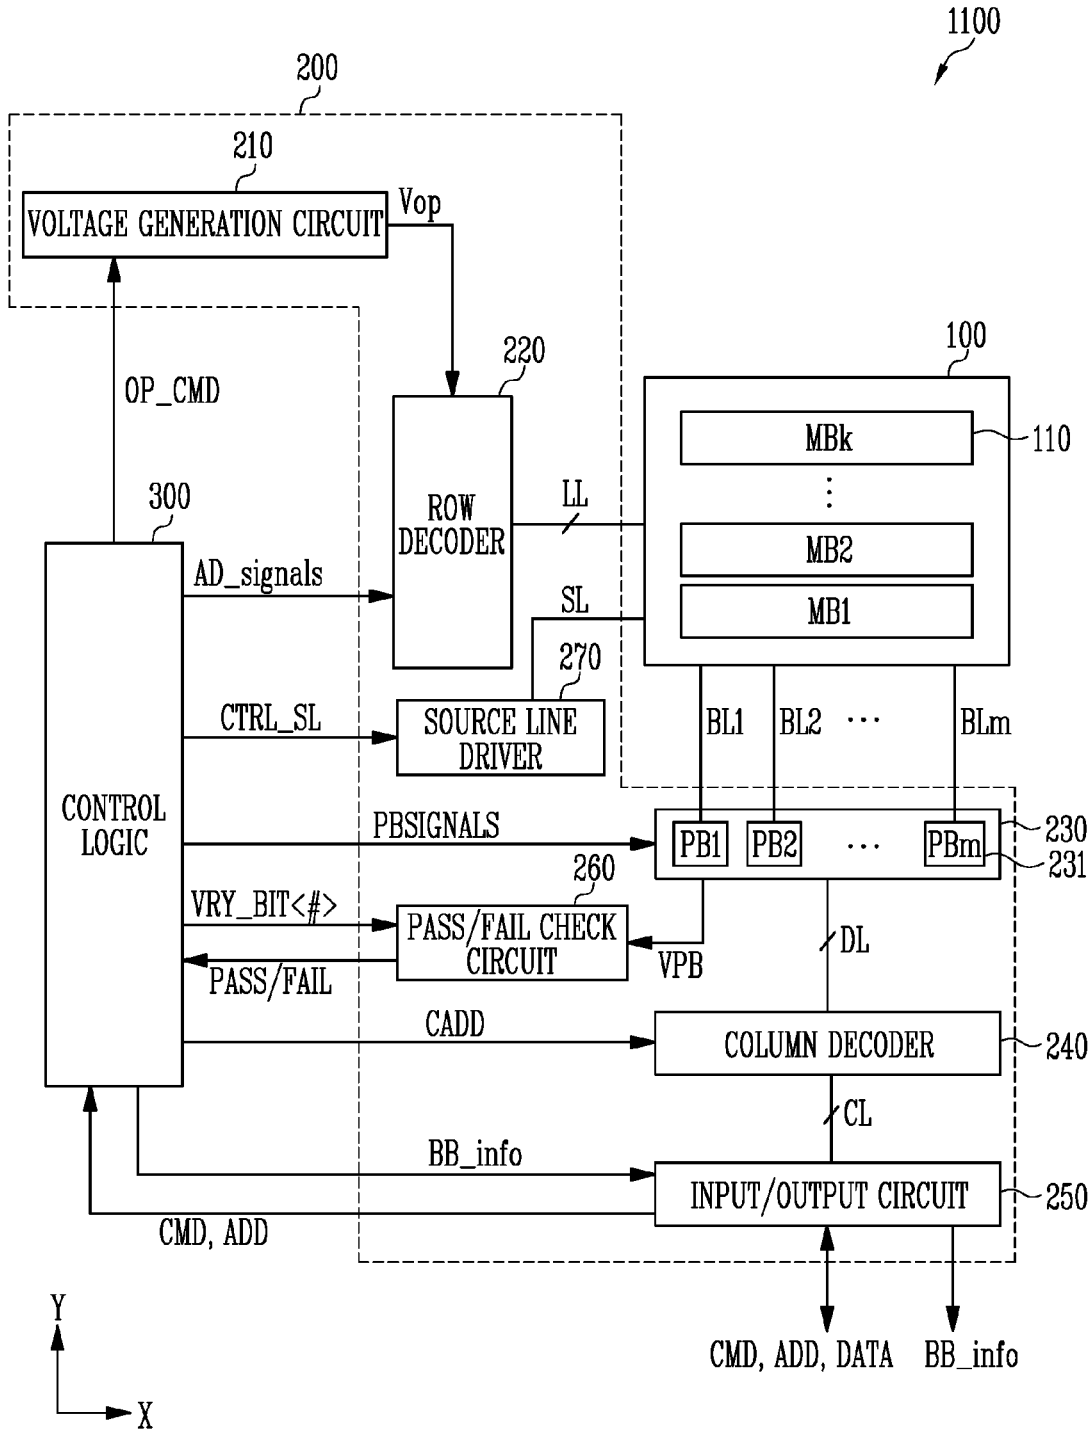 1100
200
210
VOLTAGE GENERATION CIRCUIT
Vop
OP_CMD
220
ROW
DECODER
100
MBk
110
⋮
MB2
MB1
LL
SL
300
CONTROL
LOGIC
AD_signals
270
CTRL_SL
SOURCE LINE
DRIVER
BL1
BL2
...
BLm
PBSIGNALS
PB1
PB2
...
PBm
230
231
260
VRY_BIT<#>
PASS/FAIL CHECK
CIRCUIT
VPB
DL
PASS/FAIL
CADD
COLUMN DECODER
240
CL
BB_info
INPUT/OUTPUT CIRCUIT
250
CMD, ADD
CMD, ADD, DATA
BB_info
Y
X